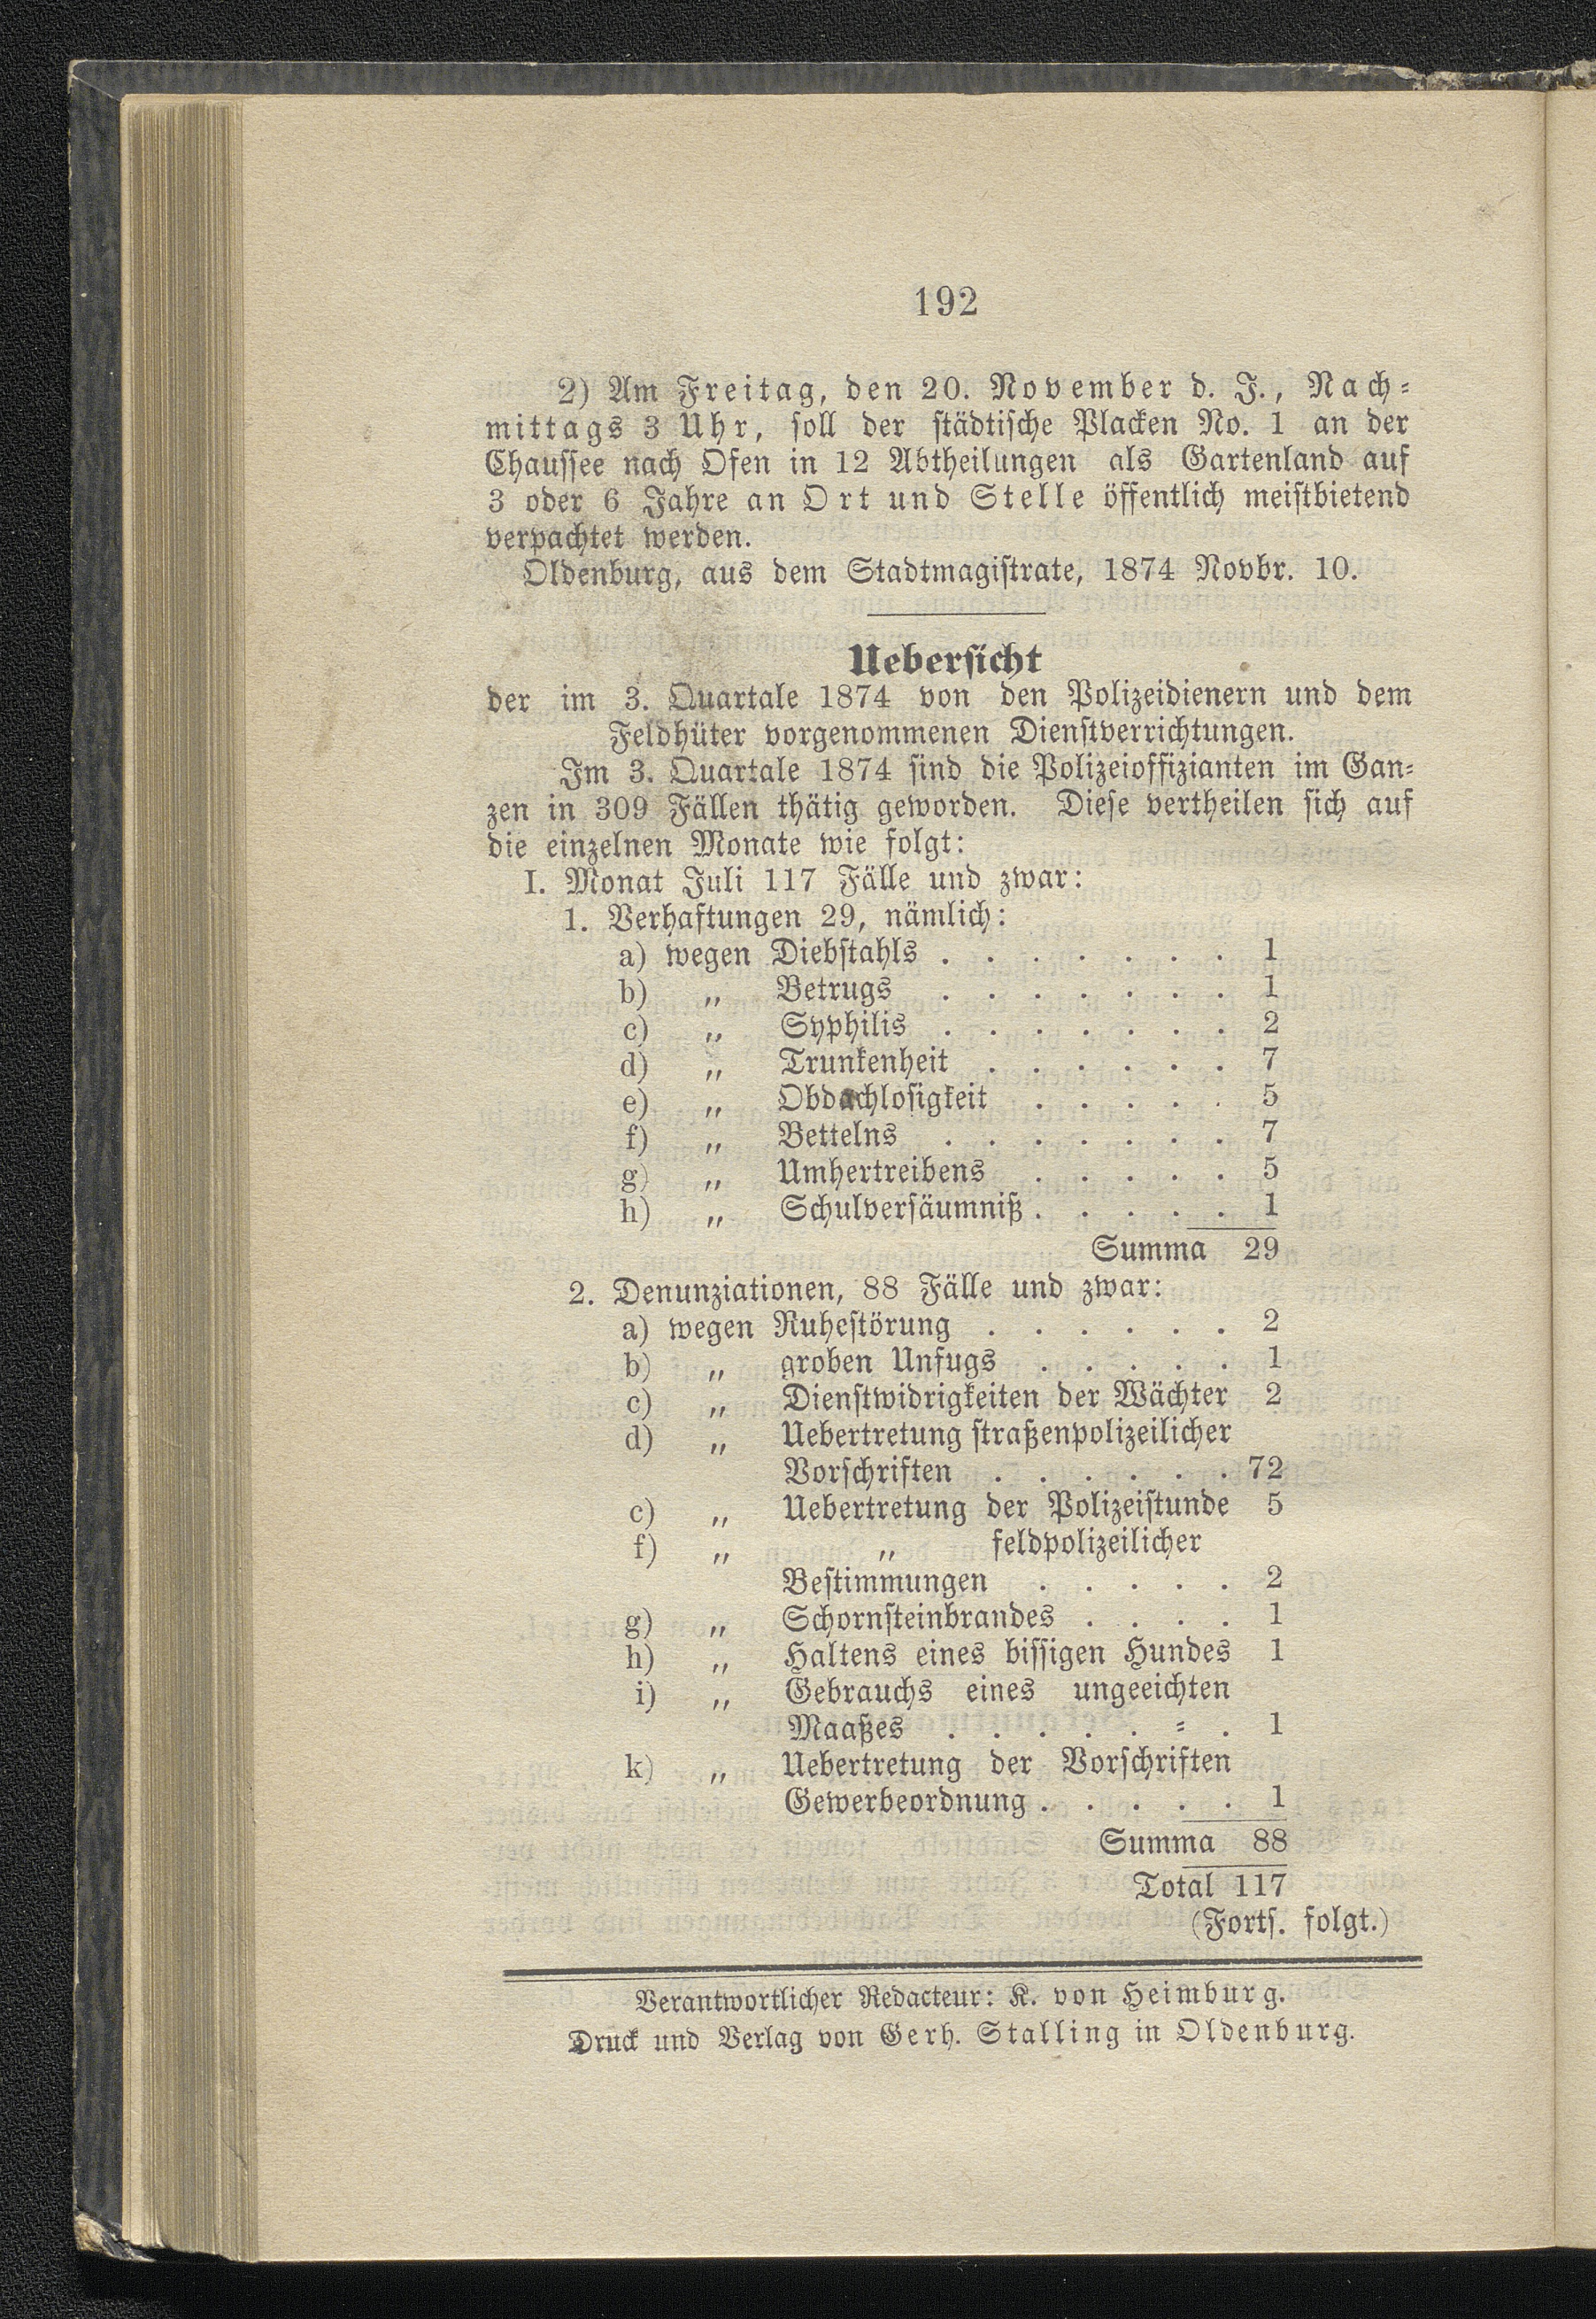 192
2) Am Freitag, den 20. November d. J., Nach-
mittags 3 Uhr, soll der städtische Placken No. 1 an der
Chaussee nach Ofen in 12 Abtheilungen als Gartenland auf
3 oder 6 Jahre an Ort und Stelle öffentlich meistbietend
verpachtet werden.
Oldenburg, aus dem Stadtmagistrate, 1874 Novbr. 10.
Uebersicht
der im 3. Quartale 1874 von den Polizeidienern und dem
Feldhüter vorgenommenen Dienstverrichtungen.
Im 3. Quartale 1874 sind die Polizeioffizianten im Gan-
zen in 309 Fällen thätig geworden. Diese vertheilen sich auf
die einzelnen Monate wie folgt:
I. Monat Juli 117 Fälle und zwar:
1. Verhaftungen 29, nämlich:
a) wegen Diebstahls . . . . . . . 1
b) „ Betrugs . . . . . . . 1
c) „ Syphilis . . . . . . . 2
d) „ Trunkenheit . . . . . . 7
e) „ Obdachlosigkeit . . . . . 5
f) „ Bettelns . . . . . . . 7
g) „ Umhertreibens . . . . . 5
h) „ Schulversäumniß . . . . . 1
Summa 29
2. Denunziationen, 88 Fälle und zwar:
a) wegen Ruhestörung . . . . . . 2
b) „ groben Unfugs . . . . . 1
c) „ Dienstwidrigkeiten der Wächter 2
d) „ Uebertretung straßenpolizeilicher
Vorschriften . . . . . . 72
c) „ Uebertretung der Polizeistunde 5
f) „ „ feldpolizeilicher
Bestimmungen . . . . . 2
g) „ Schornsteinbrandes . . . . 1
h) „ Haltens eines bissigen Hundes 1
i) „ Gebrauchs eines ungeeichten
Maaßes . . . . . - . 1
k) „ Uebertretung der Vorschriften
Gewerbeordnung . . . . . 1
Summa 88
Total 117
(Forts. folgt.)
Verantwortlicher Redacteur: K. von Heimburg.
Druck und Verlag von Gerh. Stalling in Oldenburg.